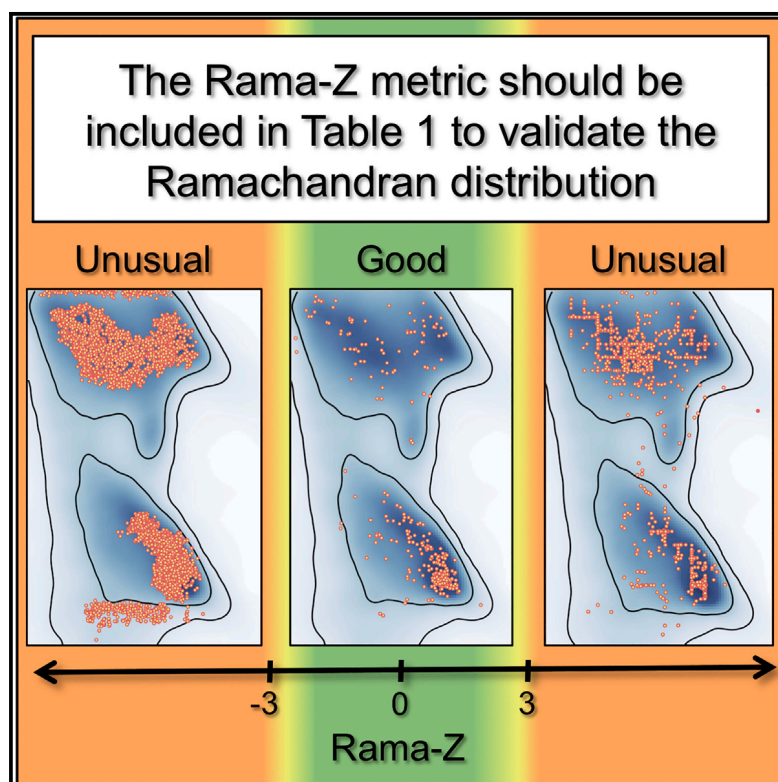 The Rama-Z metric should be
included in Table 1 to validate the
Ramachandran distribution
Unusual Good Unusual
-3 0 3
Rama-Z